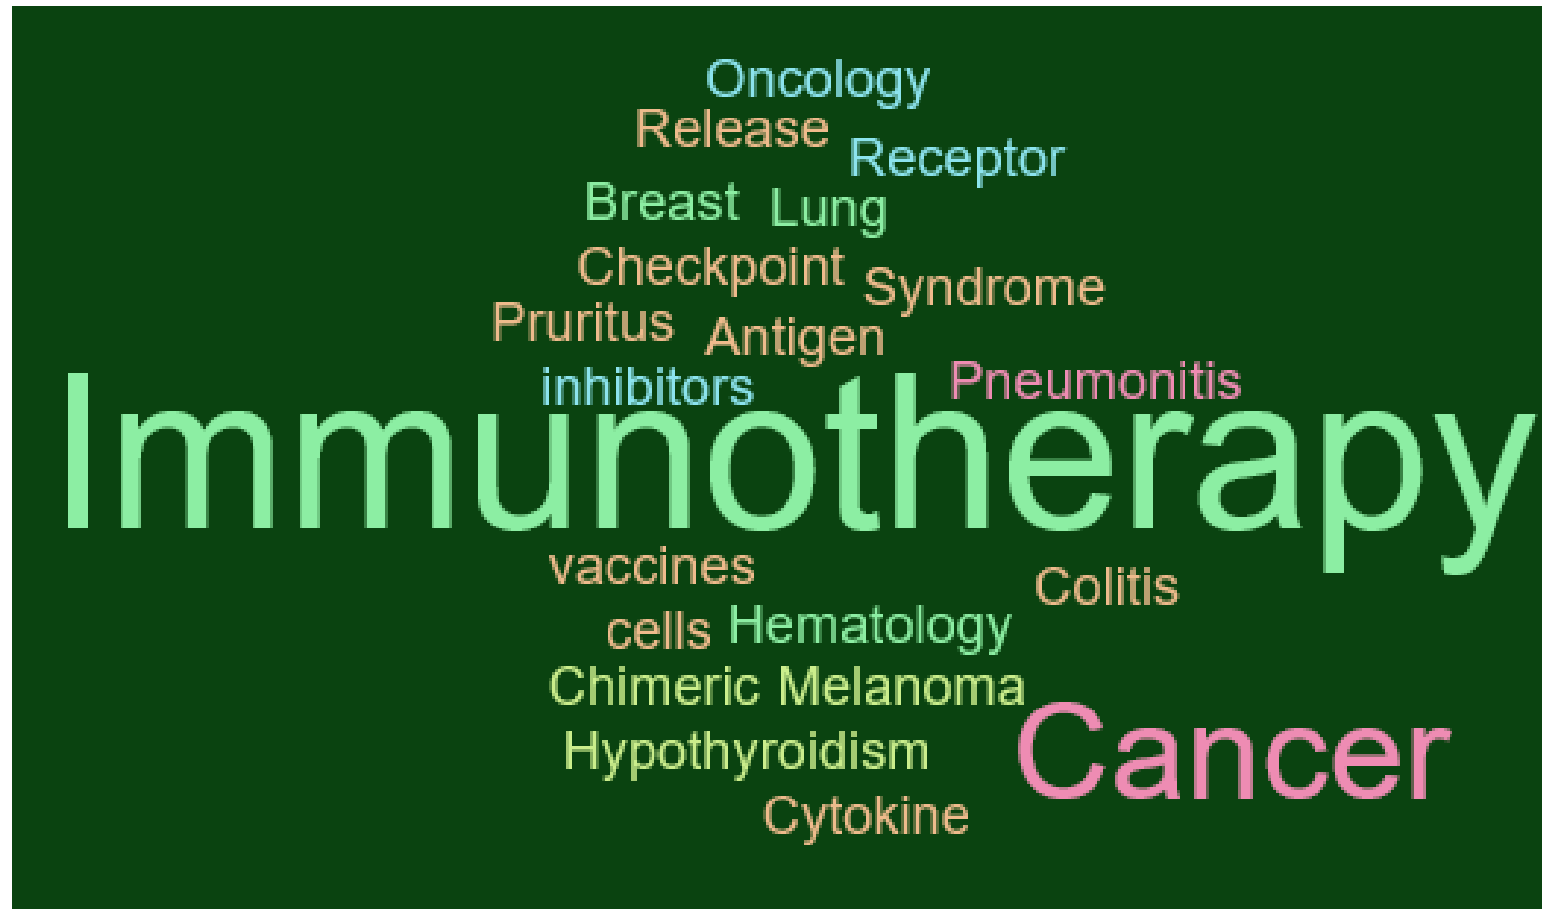 Oncology
Release
Receptor
Breast Lung
Checkpoint
Syndrome
Pruritus
Antigen
inhibitors
Pneumonitis
Immunotherapy
vaccines
Colitis
cells Hematology
Chimeric Melanoma
Cancer
Hypothyroidism
Cytokine